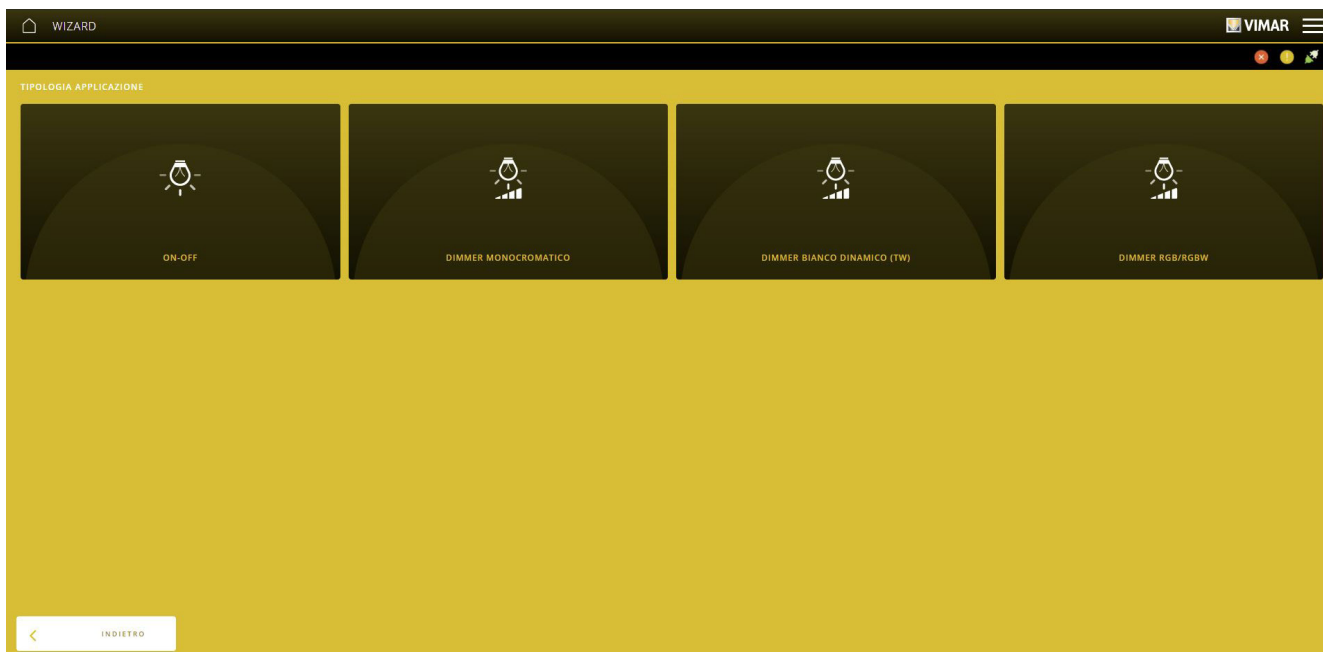 WIZARD
VIMAR
TIPOLOGIA APPLICAZIONE
ON-OFF
DIMMER MONOCROMATICO
DIMMER BIANCO DINAMICO (TW)
DIMMER RGB/RGBW
INDIETRO